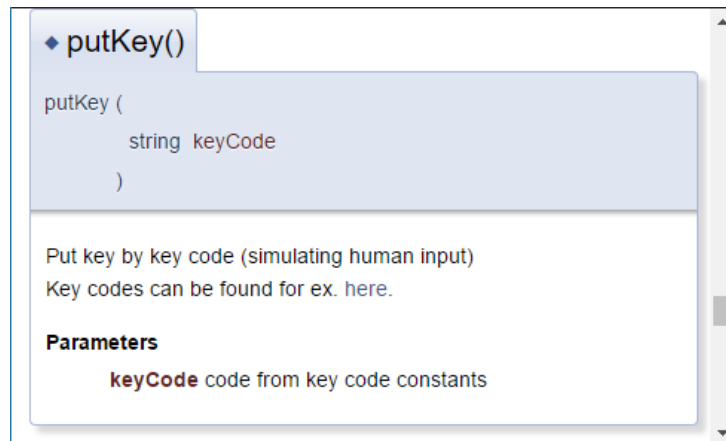 ◆ putKey()
putKey (
string keyCode
)
Put key by key code (simulating human input)
Key codes can be found for ex. here.
Parameters
keyCode code from key code constants